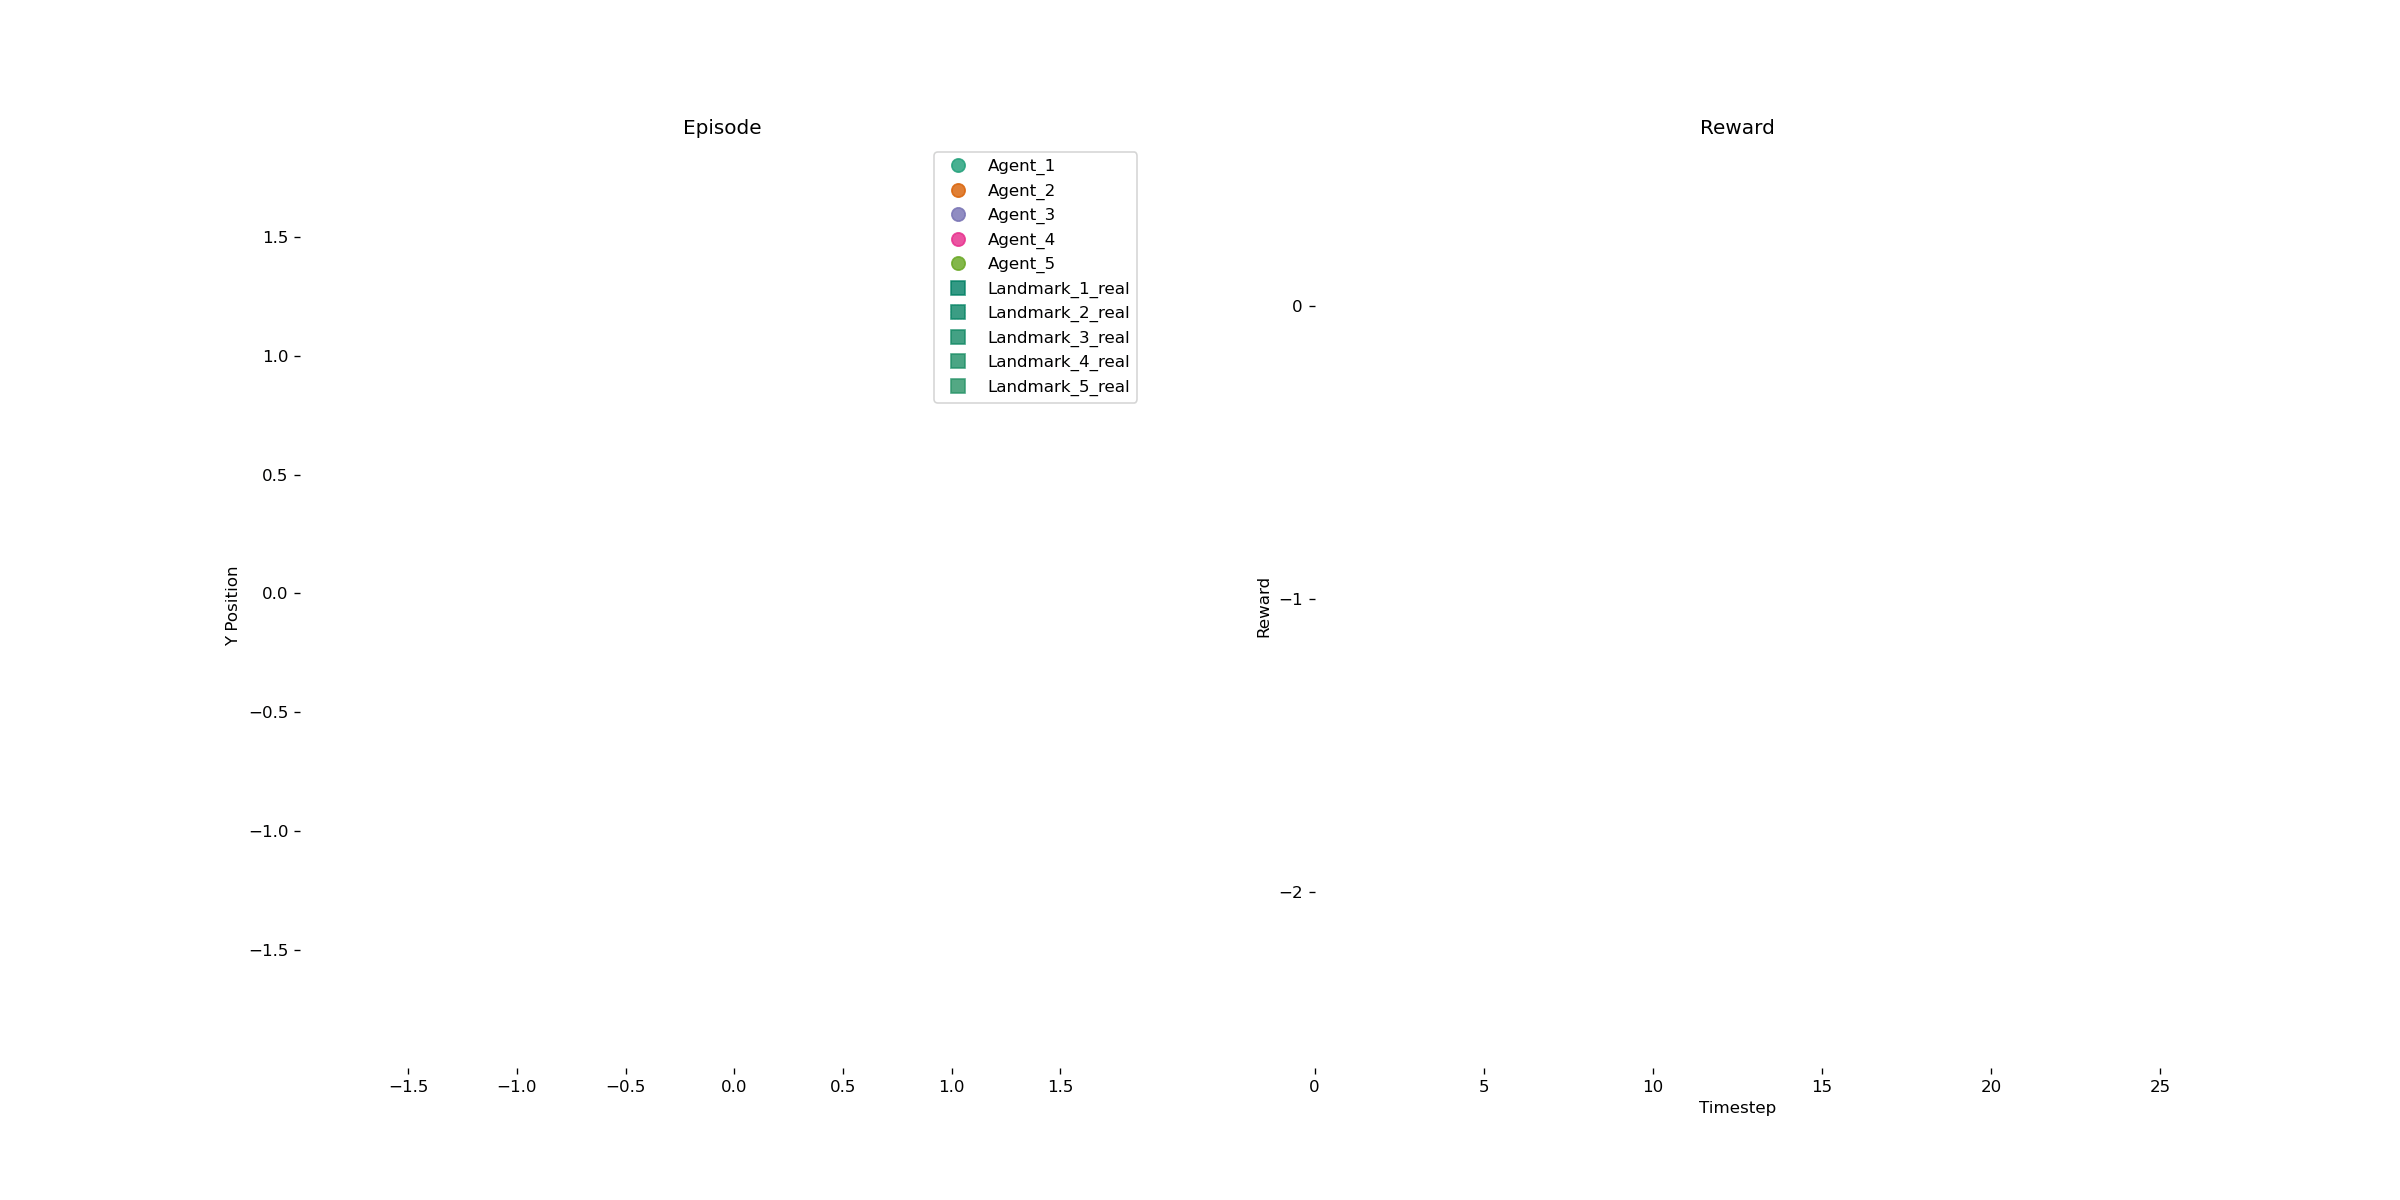 Episode
Agent_1
Agent_2
Agent_3
Agent_4
Agent_5
Landmark_1_real
Landmark_2_real
Landmark_3_real
Landmark_4_real
Landmark_5_real
1.5
1.0
0.5
0.0
−0.5
−1.0
−1.5
Y Position
−1.5 −1.0 −0.5 0.0 0.5 1.0 1.5
Reward
0
−1
−2
Reward
0 5 10 15 20 25
Timestep